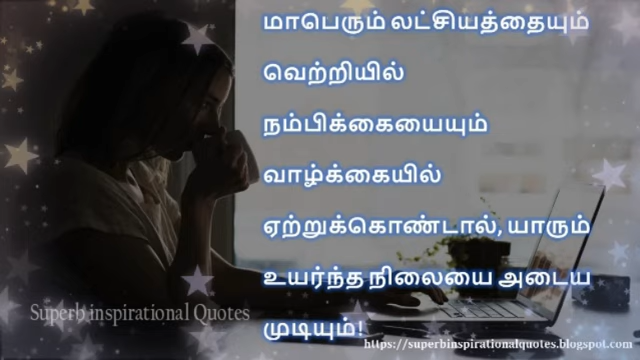 மாபெரும் லட்சியத்தையும்
வெற்றியில்
நம்பிக்கையையும்
வாழ்க்கையில்
ஏற்றுக்கொண்டால், யாரும்
உயர்ந்த நிலையை அடைய
முடியும்!
Superb inspirational Quotes
https://superbinspirationalquotes.blogspot.com